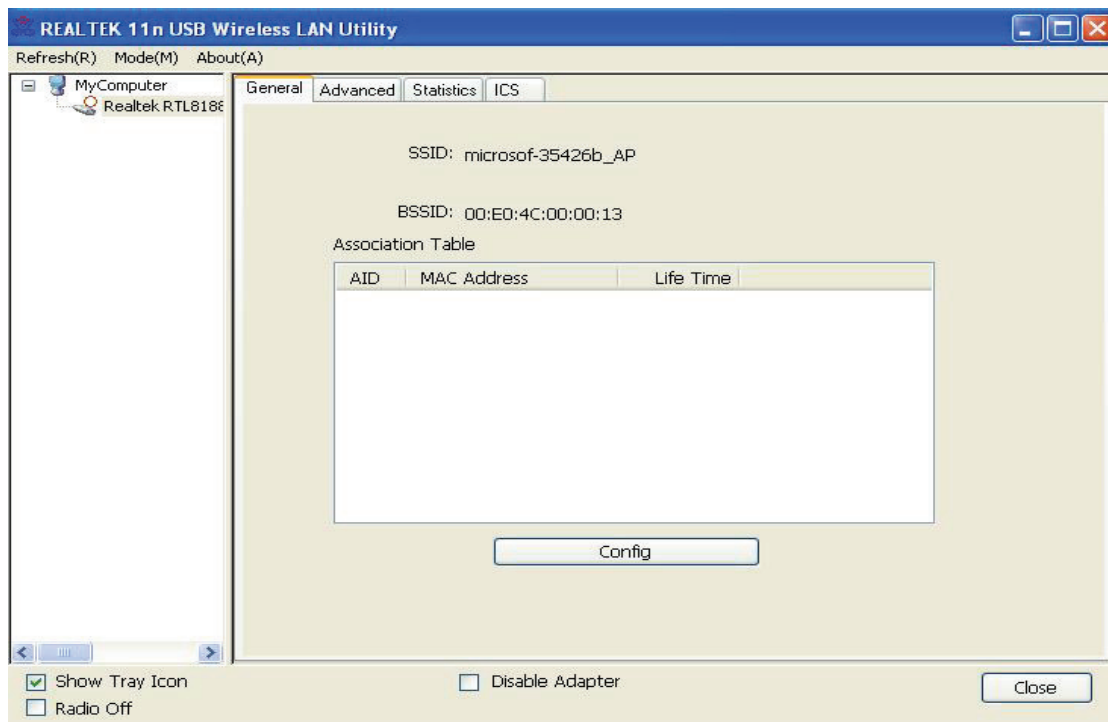 REALTEK 11n USB Wireless LAN Utility
Refresh(R) Mode(M) About(A)
MyComputer
Realtek RTL8188
General Advanced Statistics ICS
SSID: microsof-35426b_AP
BSSID: 00:E0:4C:00:00:13
Association Table
AID MAC Address Life Time
Config
Show Tray Icon Disable Adapter
Radio Off
Close